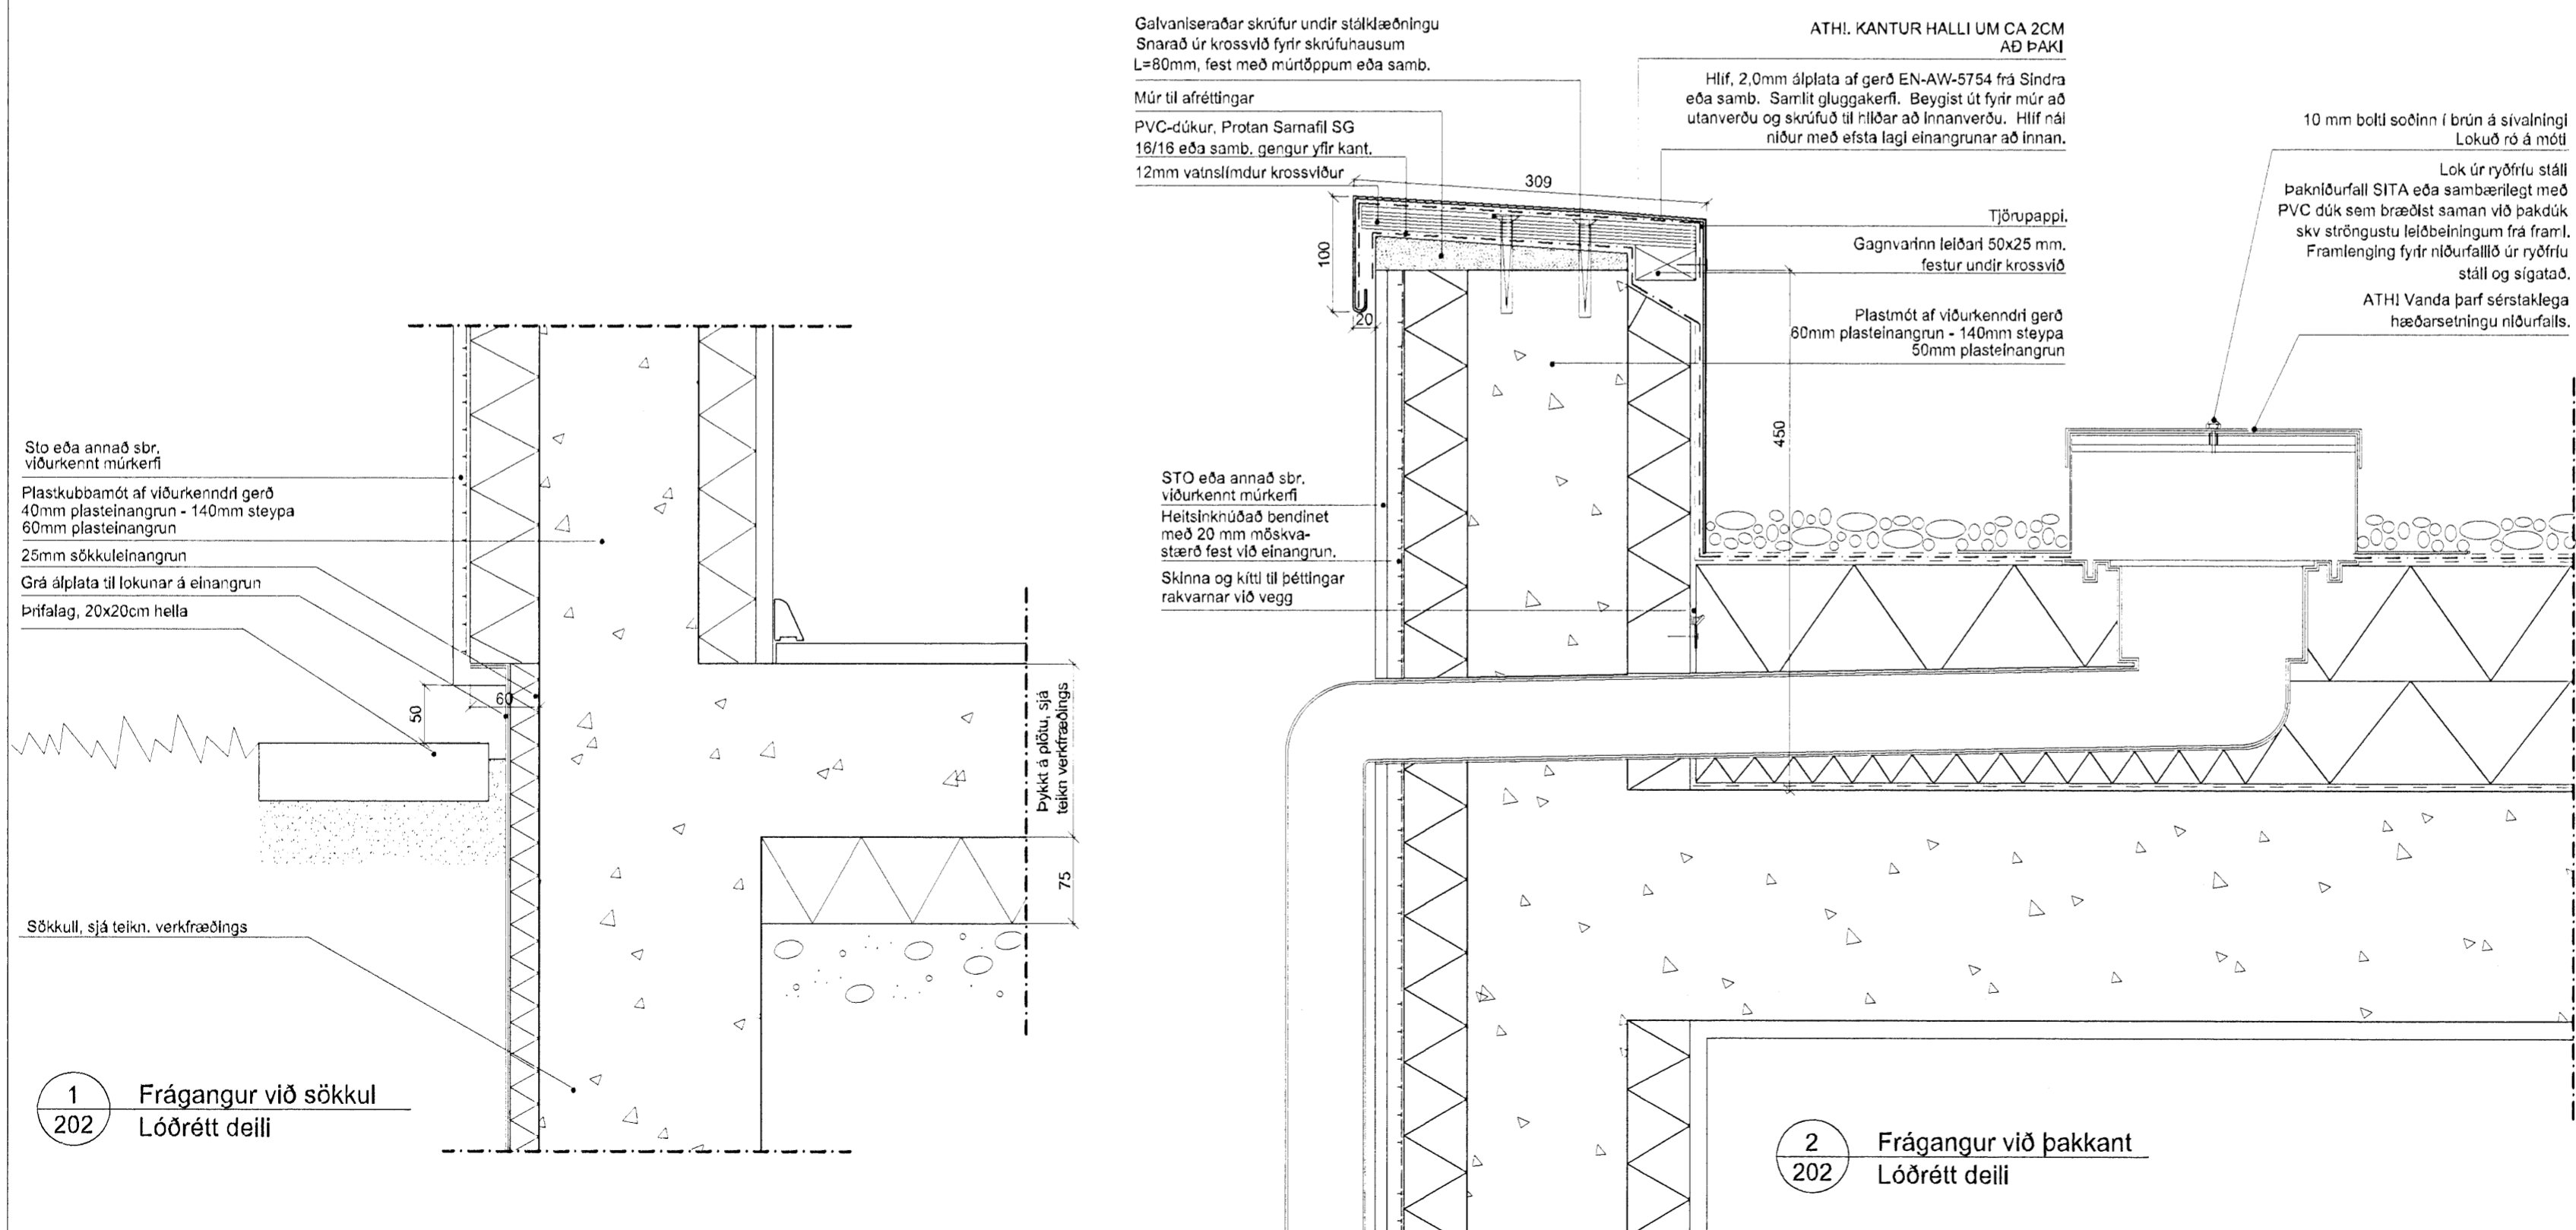 Sto eða annað sbr.
viðurkennt múrkerfi
Plastkubbamót af viðurkenndri gerð
40mm plasteinangrun - 140mm steypa
60mm plasteinangrun
25mm sökkuleinangrun
Grá álplata til lokunar á einangrun
Þrifalag, 20x20cm hella
Sökkull, sjá teikn. verkfræðings
50
60
Þykkt á plötu, sjá
teikn verkfræðings
75
1
202
Frágangur við sökkul
Lóðrétt deili
Galvaniseraðar skrúfur undir stálklæðningu
Snarað úr krossvið fyrir skrúfuhausum
L=80mm, fest með múrtöppum eða samb.
Múr til afréttingar
PVC-dúkur, Protan Sarnafil SG
16/16 eða samb. gengur yfir kant.
12mm vatnslímdur krossviður
309
100
20
STO eða annað sbr.
viðurkennt múrkerfi
Heitsinkhúðað bendinet
með 20 mm möskva-
stærð fest við einangrun.
Skinna og kítti til þéttingar
rakvarnar við vegg
ATH!. KANTUR HALLI UM CA 2CM
AÐ ÞAKI
Hlíf, 2,0mm álplata af gerð EN-AW-5754 frá Sindra
eða samb. Samlit gluggakerfi. Beygist út fyrir múr að
utanverðu og skrúfuð til hliðar að innanverðu. Hlíf nái
niður með efsta lagi einangrunar að innan.
Tjörupappi.
Gagnvarinn leiðari 50x25 mm.
festur undir krossvið
Plastmót af viðurkenndri gerð
60mm plasteinangrun - 140mm steypa
50mm plasteinangrun
450
10 mm bolti soðinn í brún á sívalningi
Lokuð ró á móti
Lok úr ryðfríu stáli
Þakniðurfall SITA eða sambærilegt með
PVC dúk sem bræðist saman við þakdúk
skv ströngustu leiðbeiningum frá framl.
Framlenging fyrir niðurfallið úr ryðfríu
stáli og sígatað.
ATH! Vanda þarf sérstaklega
hæðarsetningu niðurfalls.
2
202
Frágangur við þakkant
Lóðrétt deili